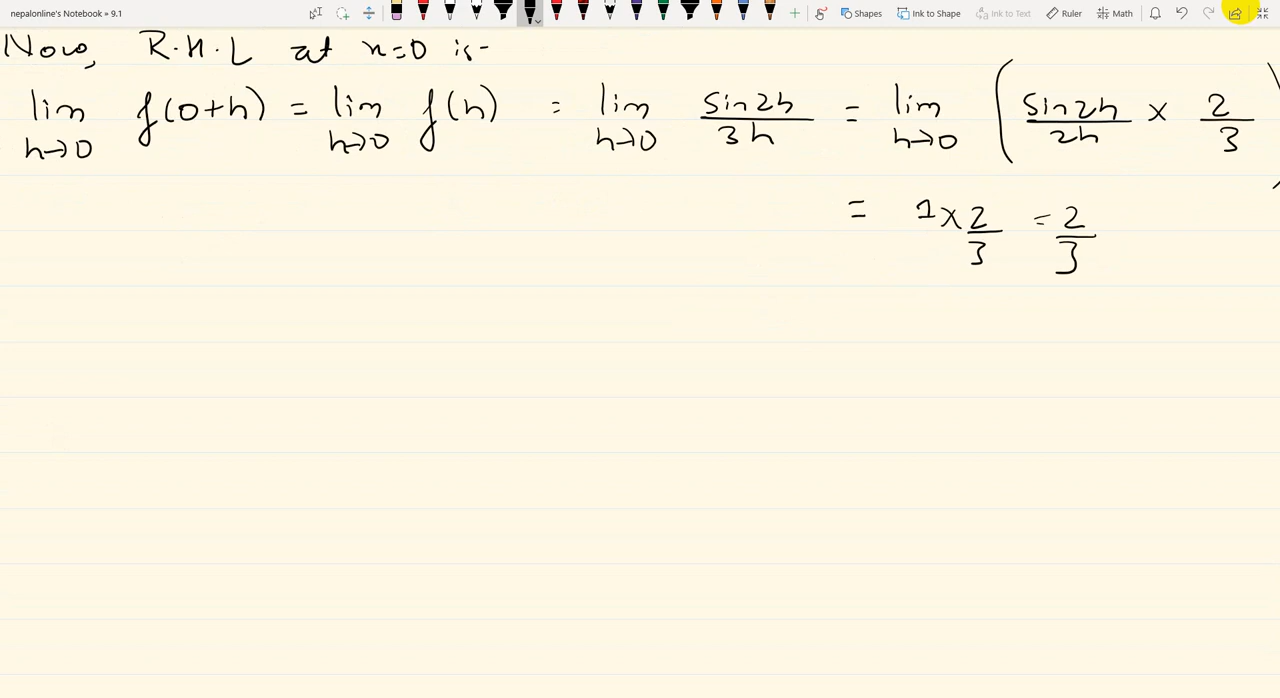 nepalonline's Notebook » 9.1 Shapes Ink to Shape Ink to Text Ruler Math
Now, R.H.L at x=0 is-
lim h→0 f(0+h) = lim h→0 f(h) = lim h→0 sin2h/3h = lim h→0 (sin2h/2h × 2/3)
= 1×2/3 = 2/3